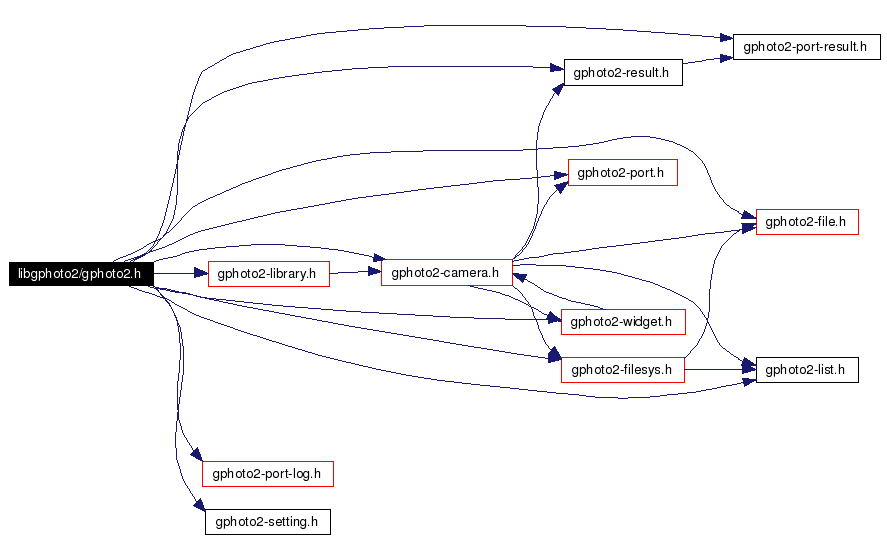 gphoto2-port-result.h
gphoto2-result.h
gphoto2-port.h
gphoto2-file.h
libgphoto2/gphoto2.h
gphoto2-library.h
gphoto2-camera.h
gphoto2-widget.h
gphoto2-filesys.h
gphoto2-list.h
gphoto2-port-log.h
gphoto2-setting.h